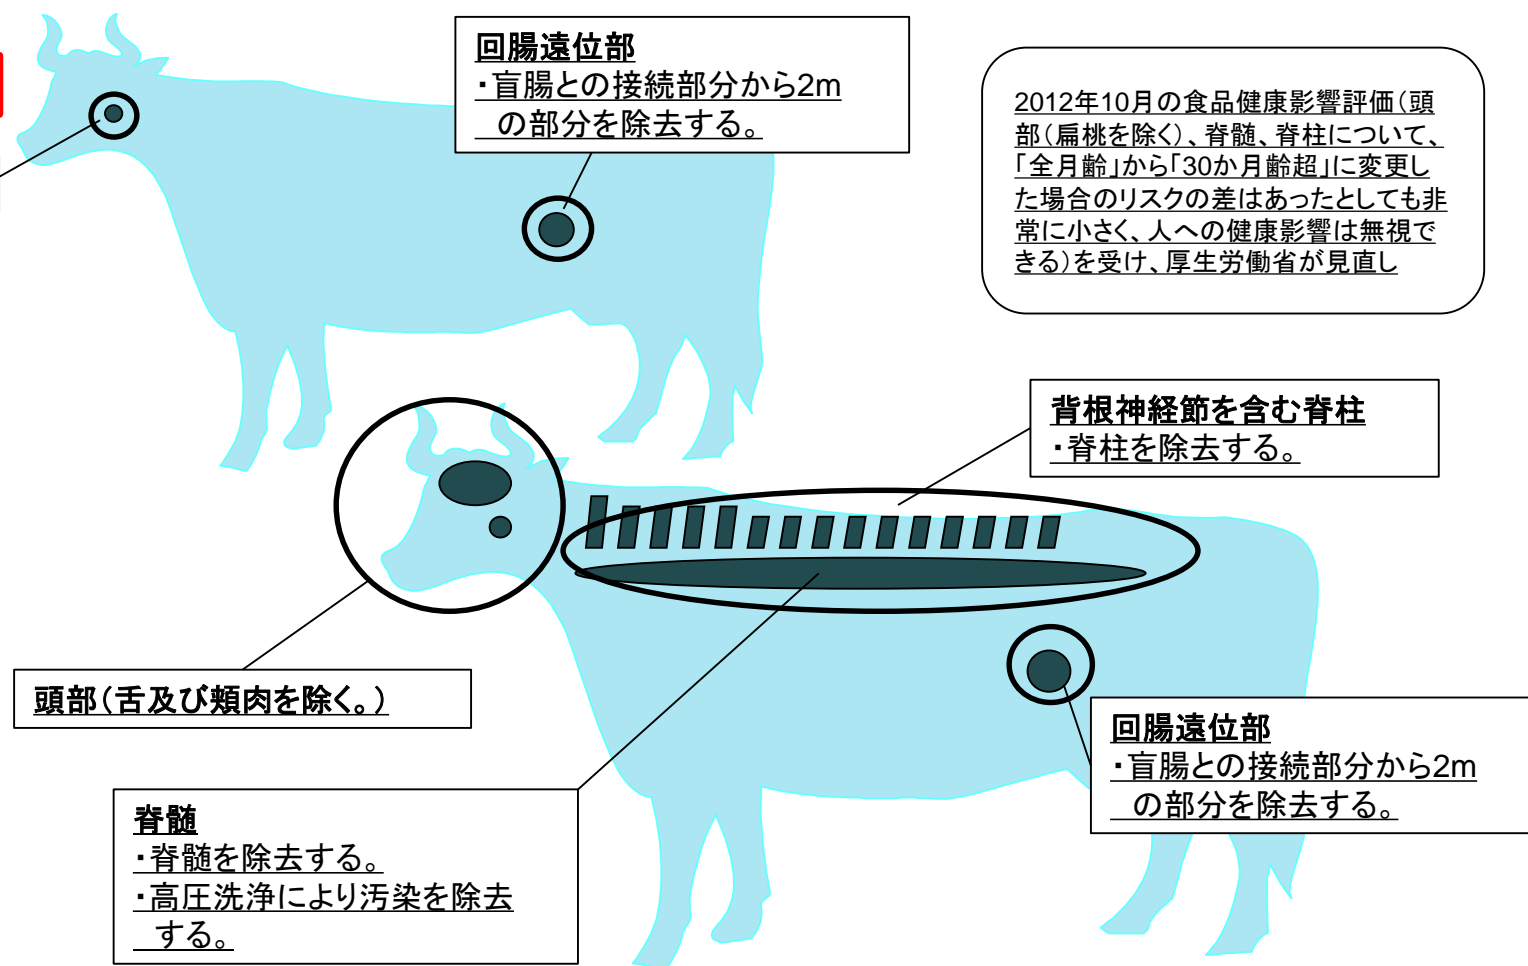 回腸遠位部
・盲腸との接続部分から2m
の部分を除去する。
2012年10月の食品健康影響評価(頭
部(扁桃を除く)、脊髄、脊柱について、
「全月齢」から「30か月齢超」に変更し
た場合のリスクの差はあったとしても非
常に小さく、人への健康影響は無視で
きる)を受け、厚生労働省が見直し
背根神経節を含む脊柱
・脊柱を除去する。
頭部(舌及び頬肉を除く。)
回腸遠位部
・盲腸との接続部分から2m
の部分を除去する。
脊髄
・脊髄を除去する。
・高圧洗浄により汚染を除去
する。